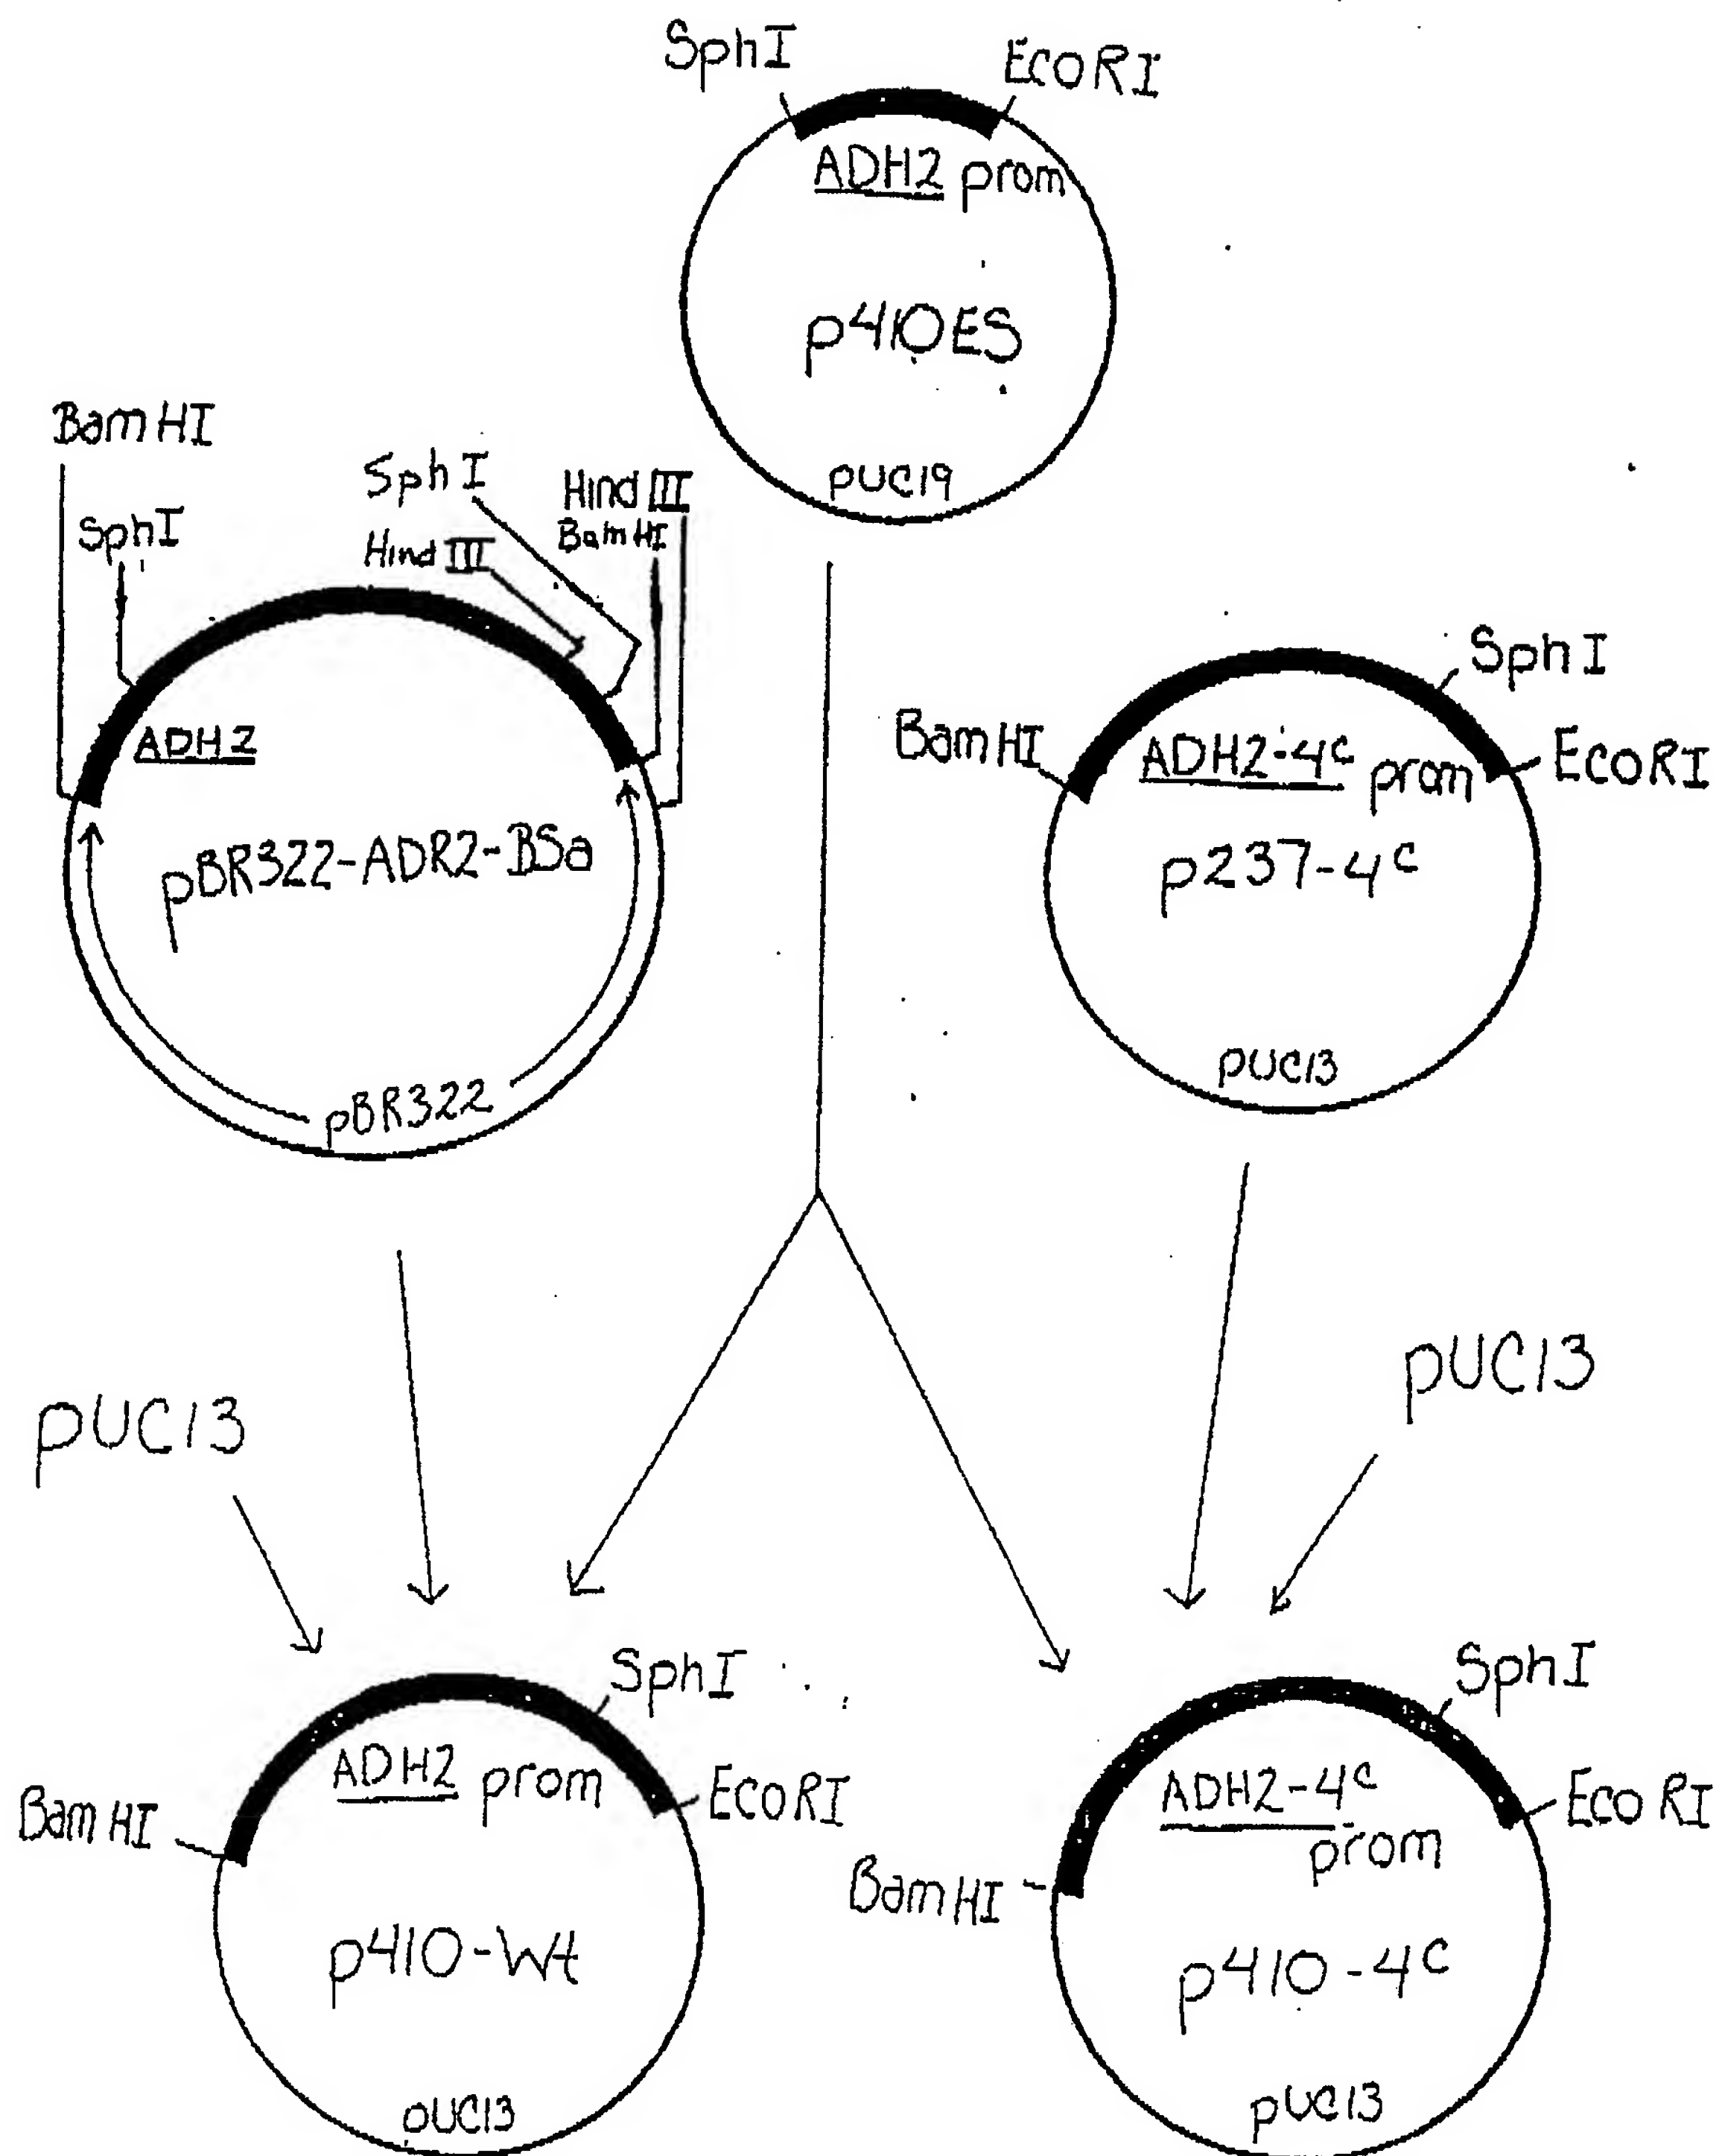 SphI
EcoRI
ADH2 prom
p410ES
pUC19
BamHI
SphI
SphI
HindIII
HindIII
BamHI
ADH2
pBR322-ADR2-BSa
pBR322
SphI
BamHI
ADH2-4c prom
EcoRI
p237-4c
pUC13
pUC13
pUC13
SphI
ADH2 prom
BamHI
EcoRI
p410-Wt
pUC13
SphI
ADH2-4c
prom
EcoRI
BamHI
p410-4c
pUC13